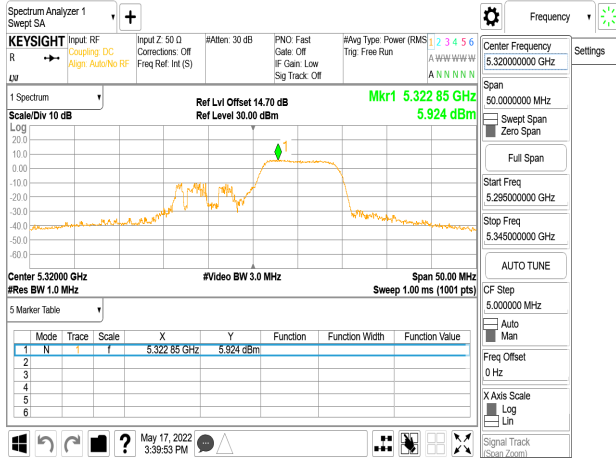 Spectrum Analyzer 1
Swept SA
▼
+
Frequency
▼
KEYSIGHT
R
LXI
Input: RF
Coupling: DC
Align: Auto/No RF
Input Z: 50 Ω
Corrections: Off
Freq Ref: Int (S)
#Atten: 30 dB
PNO: Fast
Gate: Off
IF Gain: Low
Sig Track: Off
#Avg Type: Power (RMS
Trig: Free Run
1 2 3 4 5 6
A W W W W W
A N N N N N
1 Spectrum
▼
Scale/Div 10 dB
Ref Lvl Offset 14.70 dB
Ref Level 30.00 dBm
Mkr1 5.322 85 GHz
5.924 dBm
Log
20.0
10.0
0.00
-10.0
-20.0
-30.0
-40.0
-50.0
-60.0
1
Center 5.32000 GHz
#Video BW 3.0 MHz
Span 50.00 MHz
#Res BW 1.0 MHz
Sweep 1.00 ms (1001 pts)
5 Marker Table
▼
Mode Trace Scale X Y Function Function Width Function Value
1 N 1 f 5.322 85 GHz 5.924 dBm
2
3
4
5
6
May 17, 2022
3:39:53 PM
?
Center Frequency
5.320000000 GHz
Settings
Span
50.0000000 MHz
Swept Span
Zero Span
Full Span
Start Freq
5.295000000 GHz
Stop Freq
5.345000000 GHz
AUTO TUNE
CF Step
5.000000 MHz
Auto
Man
Freq Offset
0 Hz
X Axis Scale
Log
Lin
Signal Track
(Span Zoom)